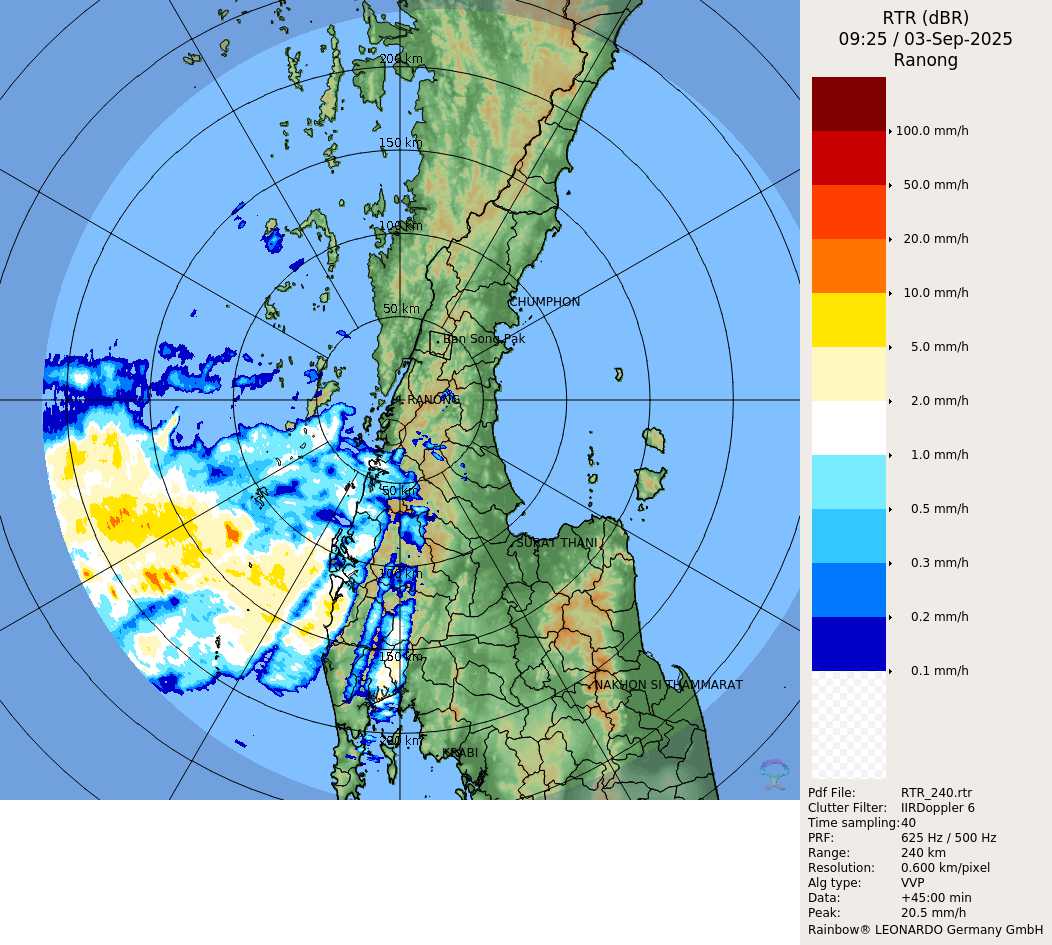 RTR (dBR)
09:25 / 03-Sep-2025
Ranong
100.0 mm/h
50.0 mm/h
20.0 mm/h
10.0 mm/h
5.0 mm/h
2.0 mm/h
1.0 mm/h
0.5 mm/h
0.3 mm/h
0.2 mm/h
0.1 mm/h
200 km
150 km
100 km
50 km
CHUMPHON
Ban Song Pak
RANONG
50 km
SURAT THANI
100 km
150 km
NAKHON SI THAMMARAT
200 km
KRABI
Pdf File: RTR_240.rtr
Clutter Filter: IIRDoppler 6
Time sampling:40
PRF: 625 Hz / 500 Hz
Range: 240 km
Resolution: 0.600 km/pixel
Alg type: VVP
Data: +45:00 min
Peak: 20.5 mm/h
Rainbow® LEONARDO Germany GmbH